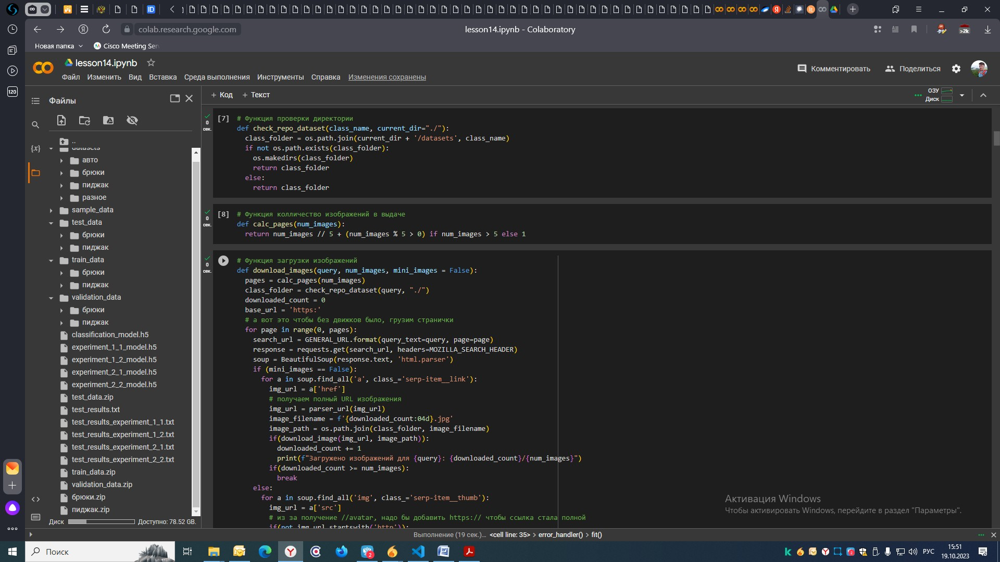 ID
colab.research.google.com
lesson14.ipynb - Colaboratory
>2k
Новая папка
Cisco Meeting Ser
120
CO
lesson14.ipynb
Файл Изменить Вид Вставка Среда выполнения Инструменты Справка Изменения сохранены
Комментировать
Поделиться
Файлы
+ Код + Текст
ОЗУ
Диск
..
datasets
авто
брюки
пиджак
разное
sample_data
test_data
брюки
пиджак
train_data
брюки
пиджак
validation_data
брюки
пиджак
classification_model.h5
experiment_1_1_model.h5
experiment_1_2_model.h5
experiment_2_1_model.h5
experiment_2_2_model.h5
test_data.zip
test_results.txt
test_results_experiment_1_1.txt
test_results_experiment_1_2.txt
test_results_experiment_2_1.txt
test_results_experiment_2_2.txt
train_data.zip
validation_data.zip
брюки.zip
пиджак.zip
Диск Доступно: 78.52 GB.
0
сек.
[7] # Функция проверки директории
def check_repo_dataset(class_name, current_dir="./"):
class_folder = os.path.join(current_dir + '/datasets', class_name)
if not os.path.exists(class_folder):
os.makedirs(class_folder)
return class_folder
else:
return class_folder
0
сек.
[8] # Функция колличество изображений в выдаче
def calc_pages(num_images):
return num_images // 5 + (num_images % 5 > 0) if num_images > 5 else 1
0
сек.
# Функция загрузки изображений
def download_images(query, num_images, mini_images = False):
pages = calc_pages(num_images)
class_folder = check_repo_dataset(query, "./")
downloaded_count = 0
base_url = 'https:'
# а вот это чтобы без движков было, грузим странички
for page in range(0, pages):
search_url = GENERAL_URL.format(query_text=query, page=page)
response = requests.get(search_url, headers=MOZILLA_SEARCH_HEADER)
soup = BeautifulSoup(response.text, 'html.parser')
if (mini_images == False):
for a in soup.find_all('a', class_='serp-item__link'):
img_url = a['href']
# получаем полный URL изображения
img_url = parser_url(img_url)
image_filename = f'{downloaded_count:04d}.jpg'
image_path = os.path.join(class_folder, image_filename)
if(download_image(img_url, image_path)):
downloaded_count += 1
print(f"Загружено изображений для {query}: {downloaded_count}/{num_images}")
if(downloaded_count >= num_images):
break
else:
for a in soup.find_all('img', class_='serp-item__thumb'):
img_url = a['src']
# из за получение //avatar, надо бы добавить https:// чтобы ссылка стала полной
if(not img_url.startswith('http')):
Активация Windows
Чтобы активировать Windows, перейдите в раздел "Параметры".
Выполнение (19 сек.)... <cell line: 35> > error_handler() > fit()
Поиск
2
РУС
15:51
19.10.2023